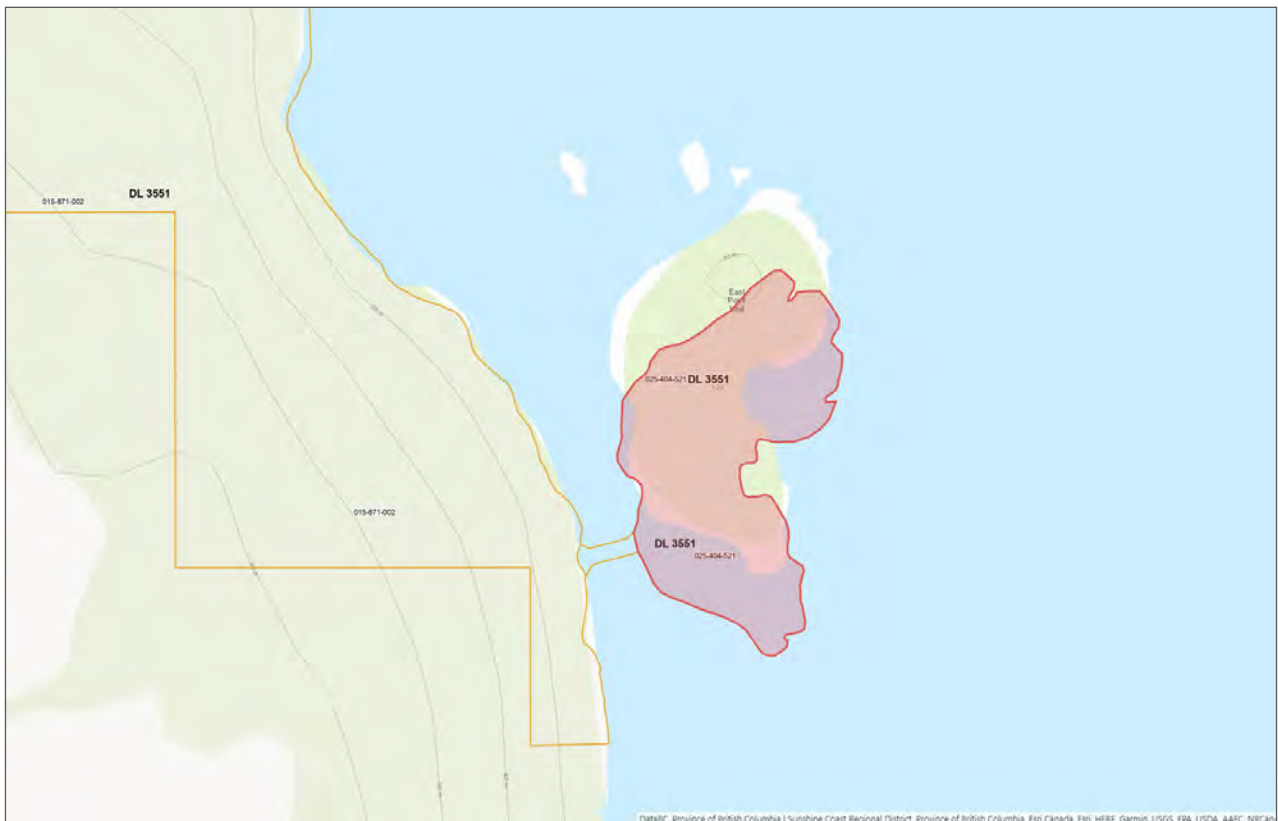 DL 3551
015-871-002
East
025-404-521 DL 3551
015-871-002
DL 3551
025-404-521
DataBC, Province of British Columbia | Sunshine Coast Regional District, Province of British Columbia, Esri Canada, Esri, HERE, Garmin, USGS, EPA, USDA, AAFC, NRCan